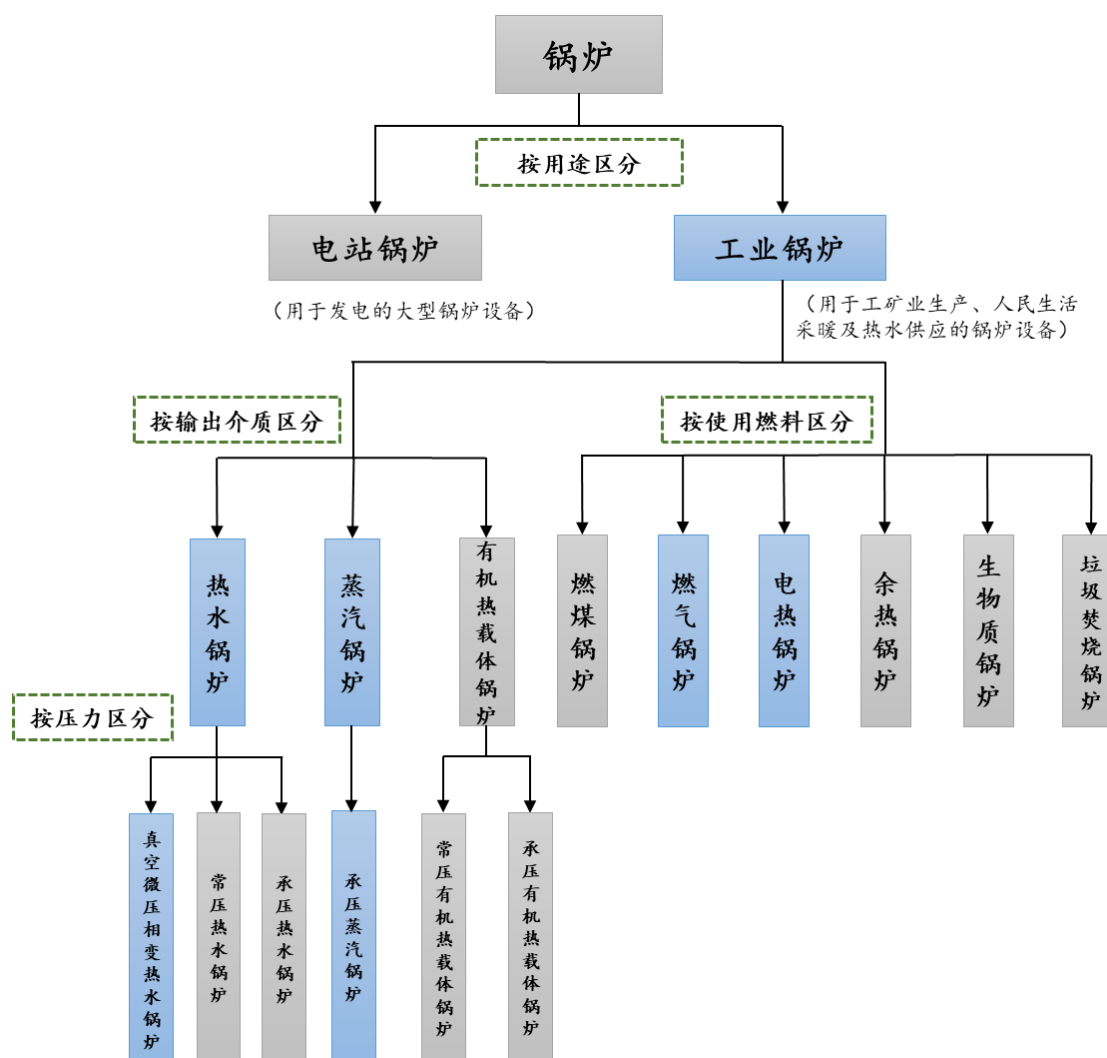 锅炉
按用途区分
电站锅炉
工业锅炉
（用于发电的大型锅炉设备）
（用于工矿业生产、人民生活
采暖及热水供应的锅炉设备）
按输出介质区分
按使用燃料区分
热水锅炉
蒸汽锅炉
有机热载体锅炉
燃煤锅炉
燃气锅炉
电热锅炉
余热锅炉
生物质锅炉
垃圾焚烧锅炉
按压力区分
真空微压相变热水锅炉
常压热水锅炉
承压热水锅炉
承压蒸汽锅炉
常压有机热载体锅炉
承压有机热载体锅炉